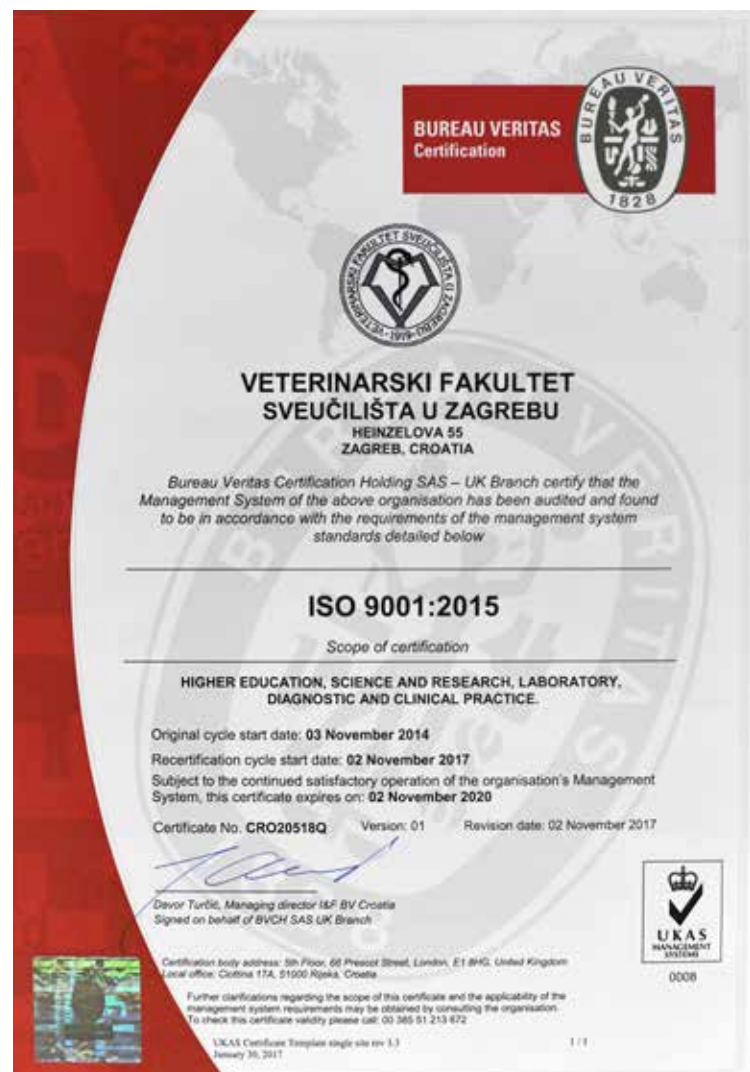 BUREAU VERITAS
Certification
BUREAU VERITAS
1828
VETERINARSKI FAKULTET SVEUČILIŠTA U ZAGREBU
-1919-
VETERINARSKI FAKULTET
SVEUČILIŠTA U ZAGREBU
HEINZELOVA 55
ZAGREB, CROATIA
Bureau Veritas Certification Holding SAS – UK Branch certify that the
Management System of the above organisation has been audited and found
to be in accordance with the requirements of the management system
standards detailed below
ISO 9001:2015
Scope of certification
HIGHER EDUCATION, SCIENCE AND RESEARCH, LABORATORY,
DIAGNOSTIC AND CLINICAL PRACTICE.
Original cycle start date: 03 November 2014
Recertification cycle start date: 02 November 2017
Subject to the continued satisfactory operation of the organisation's Management
System, this certificate expires on: 02 November 2020
Certificate No. CRO20518Q Version: 01 Revision date: 02 November 2017
Davor Turčić, Managing director I&F BV Croatia
Signed on behalf of BVCH SAS UK Branch
UKAS
MANAGEMENT
SYSTEMS
0008
Certification body address: 5th Floor, 66 Prescot Street, London, E1 8HG, United Kingdom
Local office: Ciottina 17A, 51000 Rijeka, Croatia
Further clarifications regarding the scope of this certificate and the applicability of the
management system requirements may be obtained by consulting the organisation.
To check this certificate validity please call: 00 385 51 213 672
UKAS Certificate Template single site rev 3.3 1 / 1
January 30, 2017